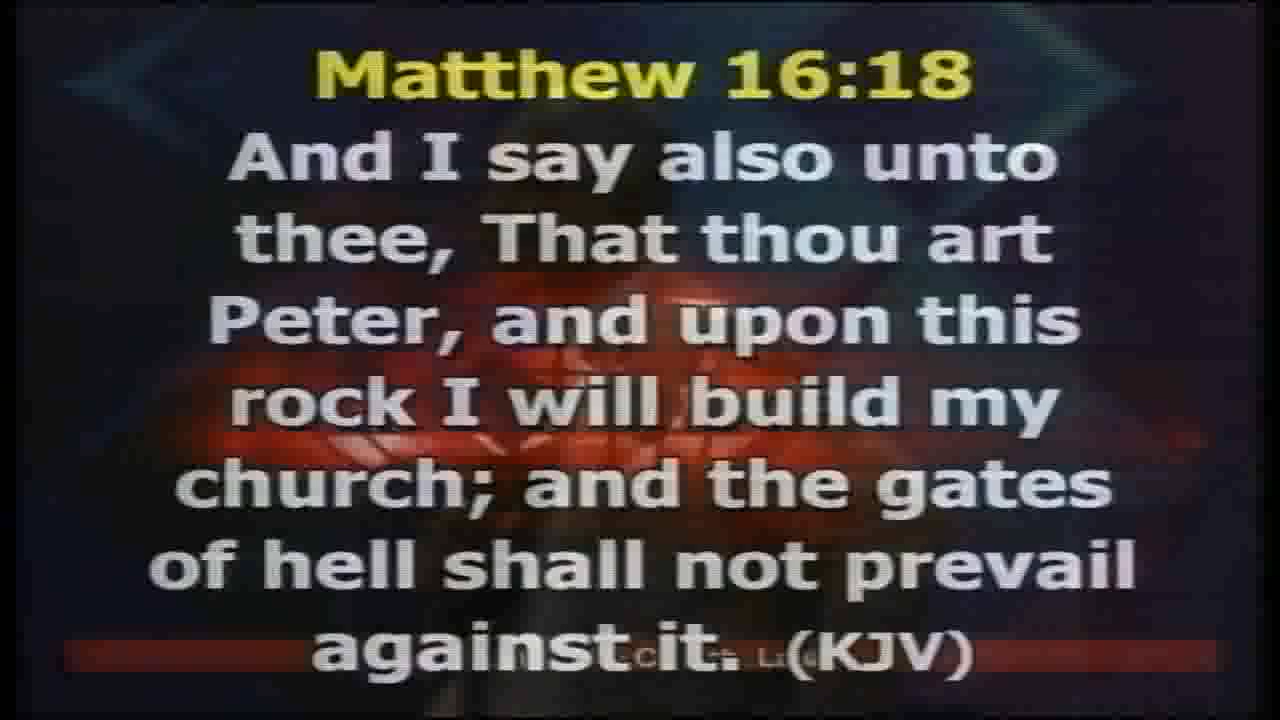 Matthew 16:18
And I say also unto
thee, That thou art
Peter, and upon this
rock I will build my
church; and the gates
of hell shall not prevail
against it. (KJV)